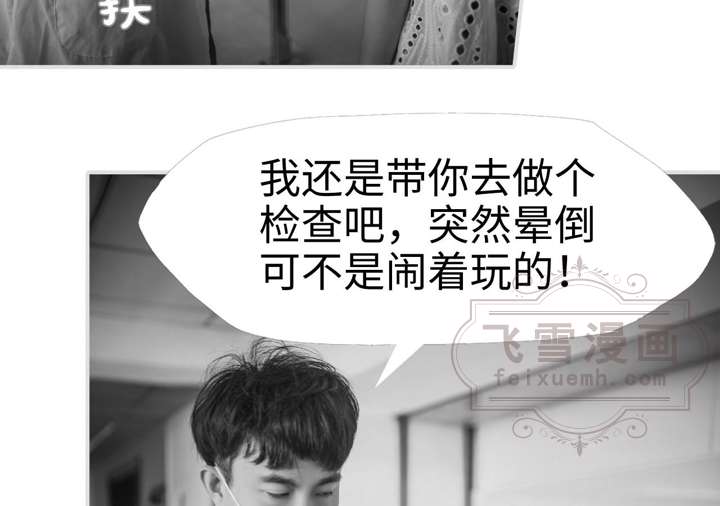 扶
我还是带你去做个
检查吧，突然晕倒
可不是闹着玩的！
飞雪漫画
feixuemh.com